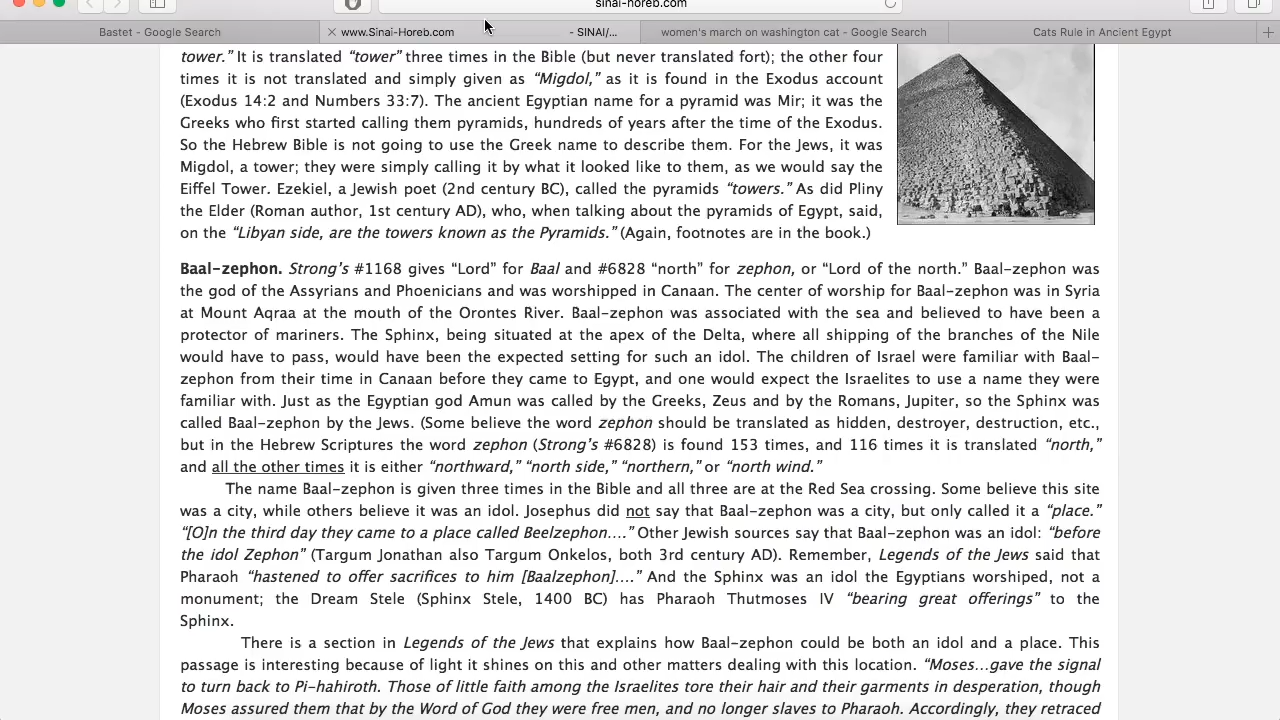 sinai-horeb.com
Bastet - Google Search
www.Sinai-Horeb.com - SINAI/...
women's march on washington cat - Google Search
Cats Rule in Ancient Egypt
tower." It is translated "tower" three times in the Bible (but never translated fort); the other four
times it is not translated and simply given as "Migdol," as it is found in the Exodus account
(Exodus 14:2 and Numbers 33:7). The ancient Egyptian name for a pyramid was Mir; it was the
Greeks who first started calling them pyramids, hundreds of years after the time of the Exodus.
So the Hebrew Bible is not going to use the Greek name to describe them. For the Jews, it was
Migdol, a tower; they were simply calling it by what it looked like to them, as we would say the
Eiffel Tower. Ezekiel, a Jewish poet (2nd century BC), called the pyramids "towers." As did Pliny
the Elder (Roman author, 1st century AD), who, when talking about the pyramids of Egypt, said,
on the "Libyan side, are the towers known as the Pyramids." (Again, footnotes are in the book.)
Baal-zephon. Strong's #1168 gives "Lord" for Baal and #6828 "north" for zephon, or "Lord of the north." Baal-zephon was
the god of the Assyrians and Phoenicians and was worshipped in Canaan. The center of worship for Baal-zephon was in Syria
at Mount Aqraa at the mouth of the Orontes River. Baal-zephon was associated with the sea and believed to have been a
protector of mariners. The Sphinx, being situated at the apex of the Delta, where all shipping of the branches of the Nile
would have to pass, would have been the expected setting for such an idol. The children of Israel were familiar with Baal-
zephon from their time in Canaan before they came to Egypt, and one would expect the Israelites to use a name they were
familiar with. Just as the Egyptian god Amun was called by the Greeks, Zeus and by the Romans, Jupiter, so the Sphinx was
called Baal-zephon by the Jews. (Some believe the word zephon should be translated as hidden, destroyer, destruction, etc.,
but in the Hebrew Scriptures the word zephon (Strong's #6828) is found 153 times, and 116 times it is translated "north,"
and all the other times it is either "northward," "north side," "northern," or "north wind."
The name Baal-zephon is given three times in the Bible and all three are at the Red Sea crossing. Some believe this site
was a city, while others believe it was an idol. Josephus did not say that Baal-zephon was a city, but only called it a "place."
"[O]n the third day they came to a place called Beelzephon...." Other Jewish sources say that Baal-zephon was an idol: "before
the idol Zephon" (Targum Jonathan also Targum Onkelos, both 3rd century AD). Remember, Legends of the Jews said that
Pharaoh "hastened to offer sacrifices to him [Baalzephon]...." And the Sphinx was an idol the Egyptians worshiped, not a
monument; the Dream Stele (Sphinx Stele, 1400 BC) has Pharaoh Thutmoses IV "bearing great offerings" to the
Sphinx.
There is a section in Legends of the Jews that explains how Baal-zephon could be both an idol and a place. This
passage is interesting because of light it shines on this and other matters dealing with this location. "Moses...gave the signal
to turn back to Pi-hahiroth. Those of little faith among the Israelites tore their hair and their garments in desperation, though
Moses assured them that by the Word of God they were free men, and no longer slaves to Pharaoh. Accordingly, they retraced